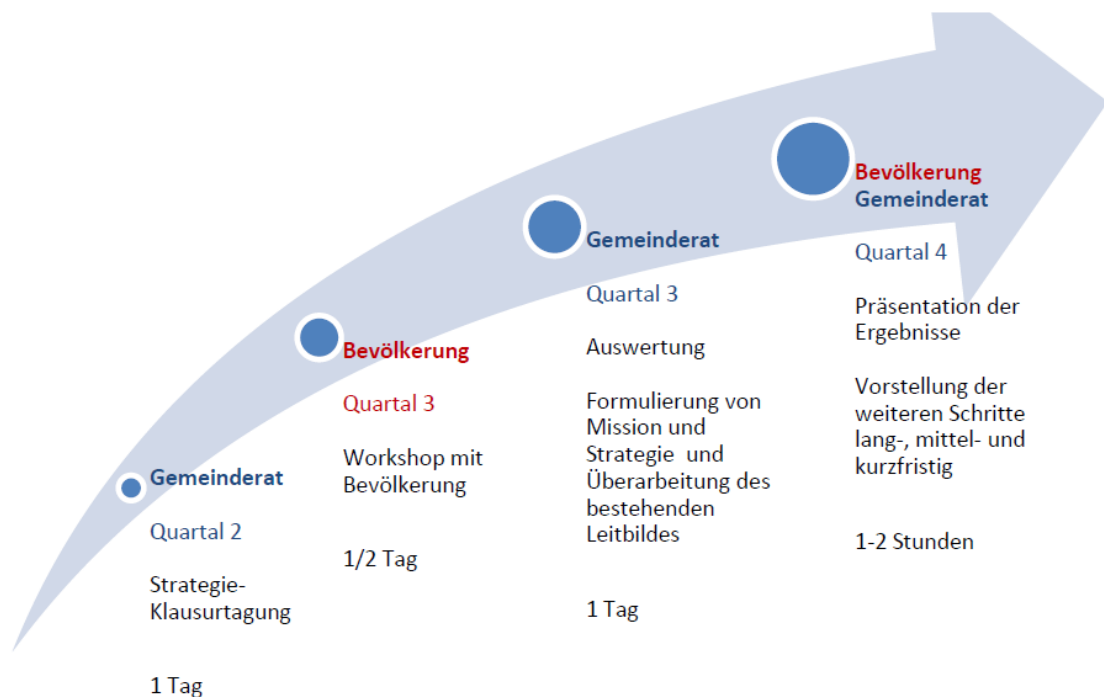 Gemeinderat
Quartal 2
Strategie-
Klausurtagung
1 Tag
Bevölkerung
Quartal 3
Workshop mit
Bevölkerung
1/2 Tag
Gemeinderat
Quartal 3
Auswertung
Formulierung von
Mission und
Strategie und
Überarbeitung des
bestehenden
Leitbildes
1 Tag
Bevölkerung
Gemeinderat
Quartal 4
Präsentation der
Ergebnisse
Vorstellung der
weiteren Schritte
lang-, mittel- und
kurzfristig
1-2 Stunden